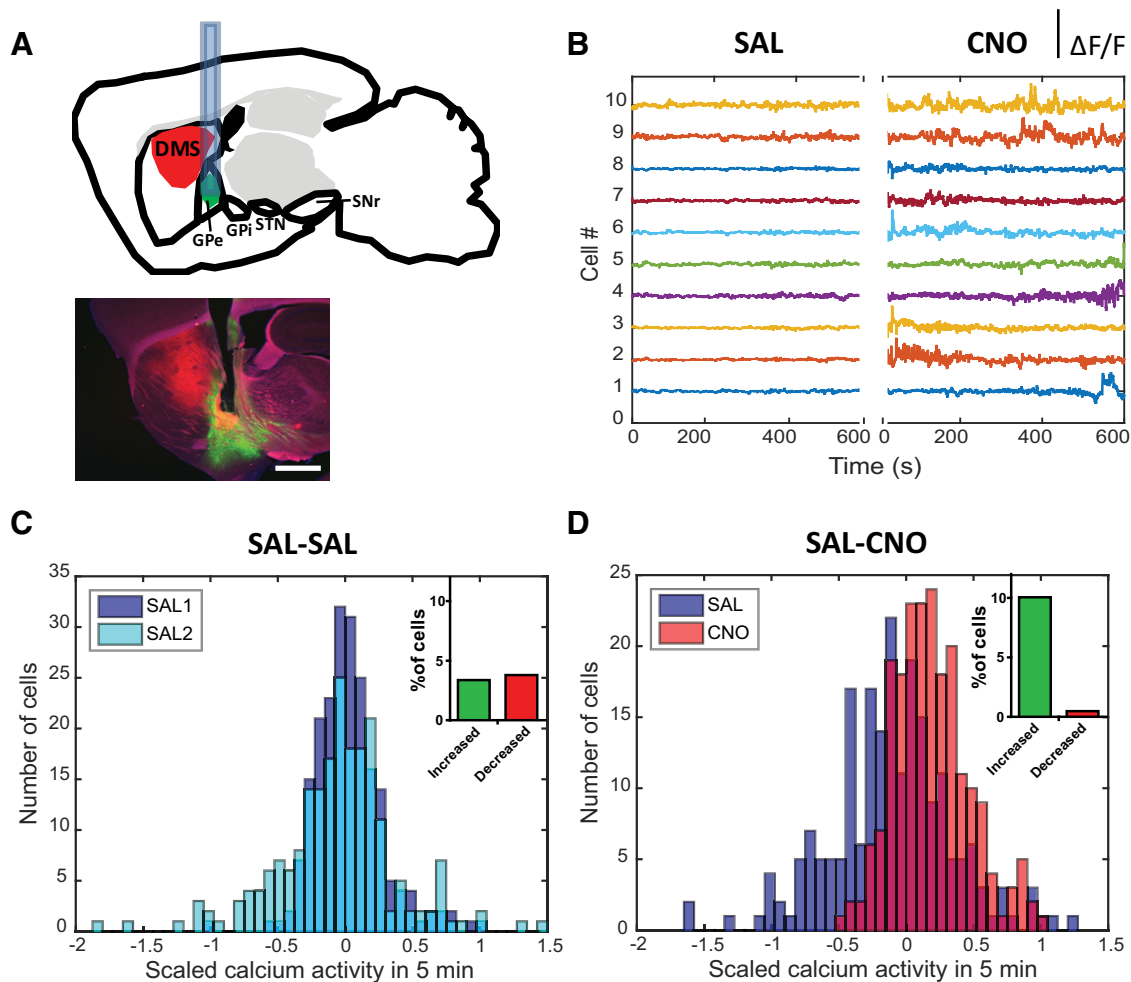 A
DMS
SNr
STN
GPi
GPe
B
SAL
CNO
ΔF/F
10
9
8
7
6
5
4
3
2
1
0
Cell #
0 200 400 600
0 200 400 600
Time (s)
C
SAL-SAL
35
30
25
20
15
10
5
0
Number of cells
SAL1
SAL2
10
5
0
%of cells
Increased
Decreased
-2 -1.5 -1 -0.5 0 0.5 1 1.5
Scaled calcium activity in 5 min
D
SAL-CNO
25
20
15
10
5
0
Number of cells
SAL
CNO
10
5
0
%of cells
Increased
Decreased
-2 -1.5 -1 -0.5 0 0.5 1 1.5
Scaled calcium activity in 5 min